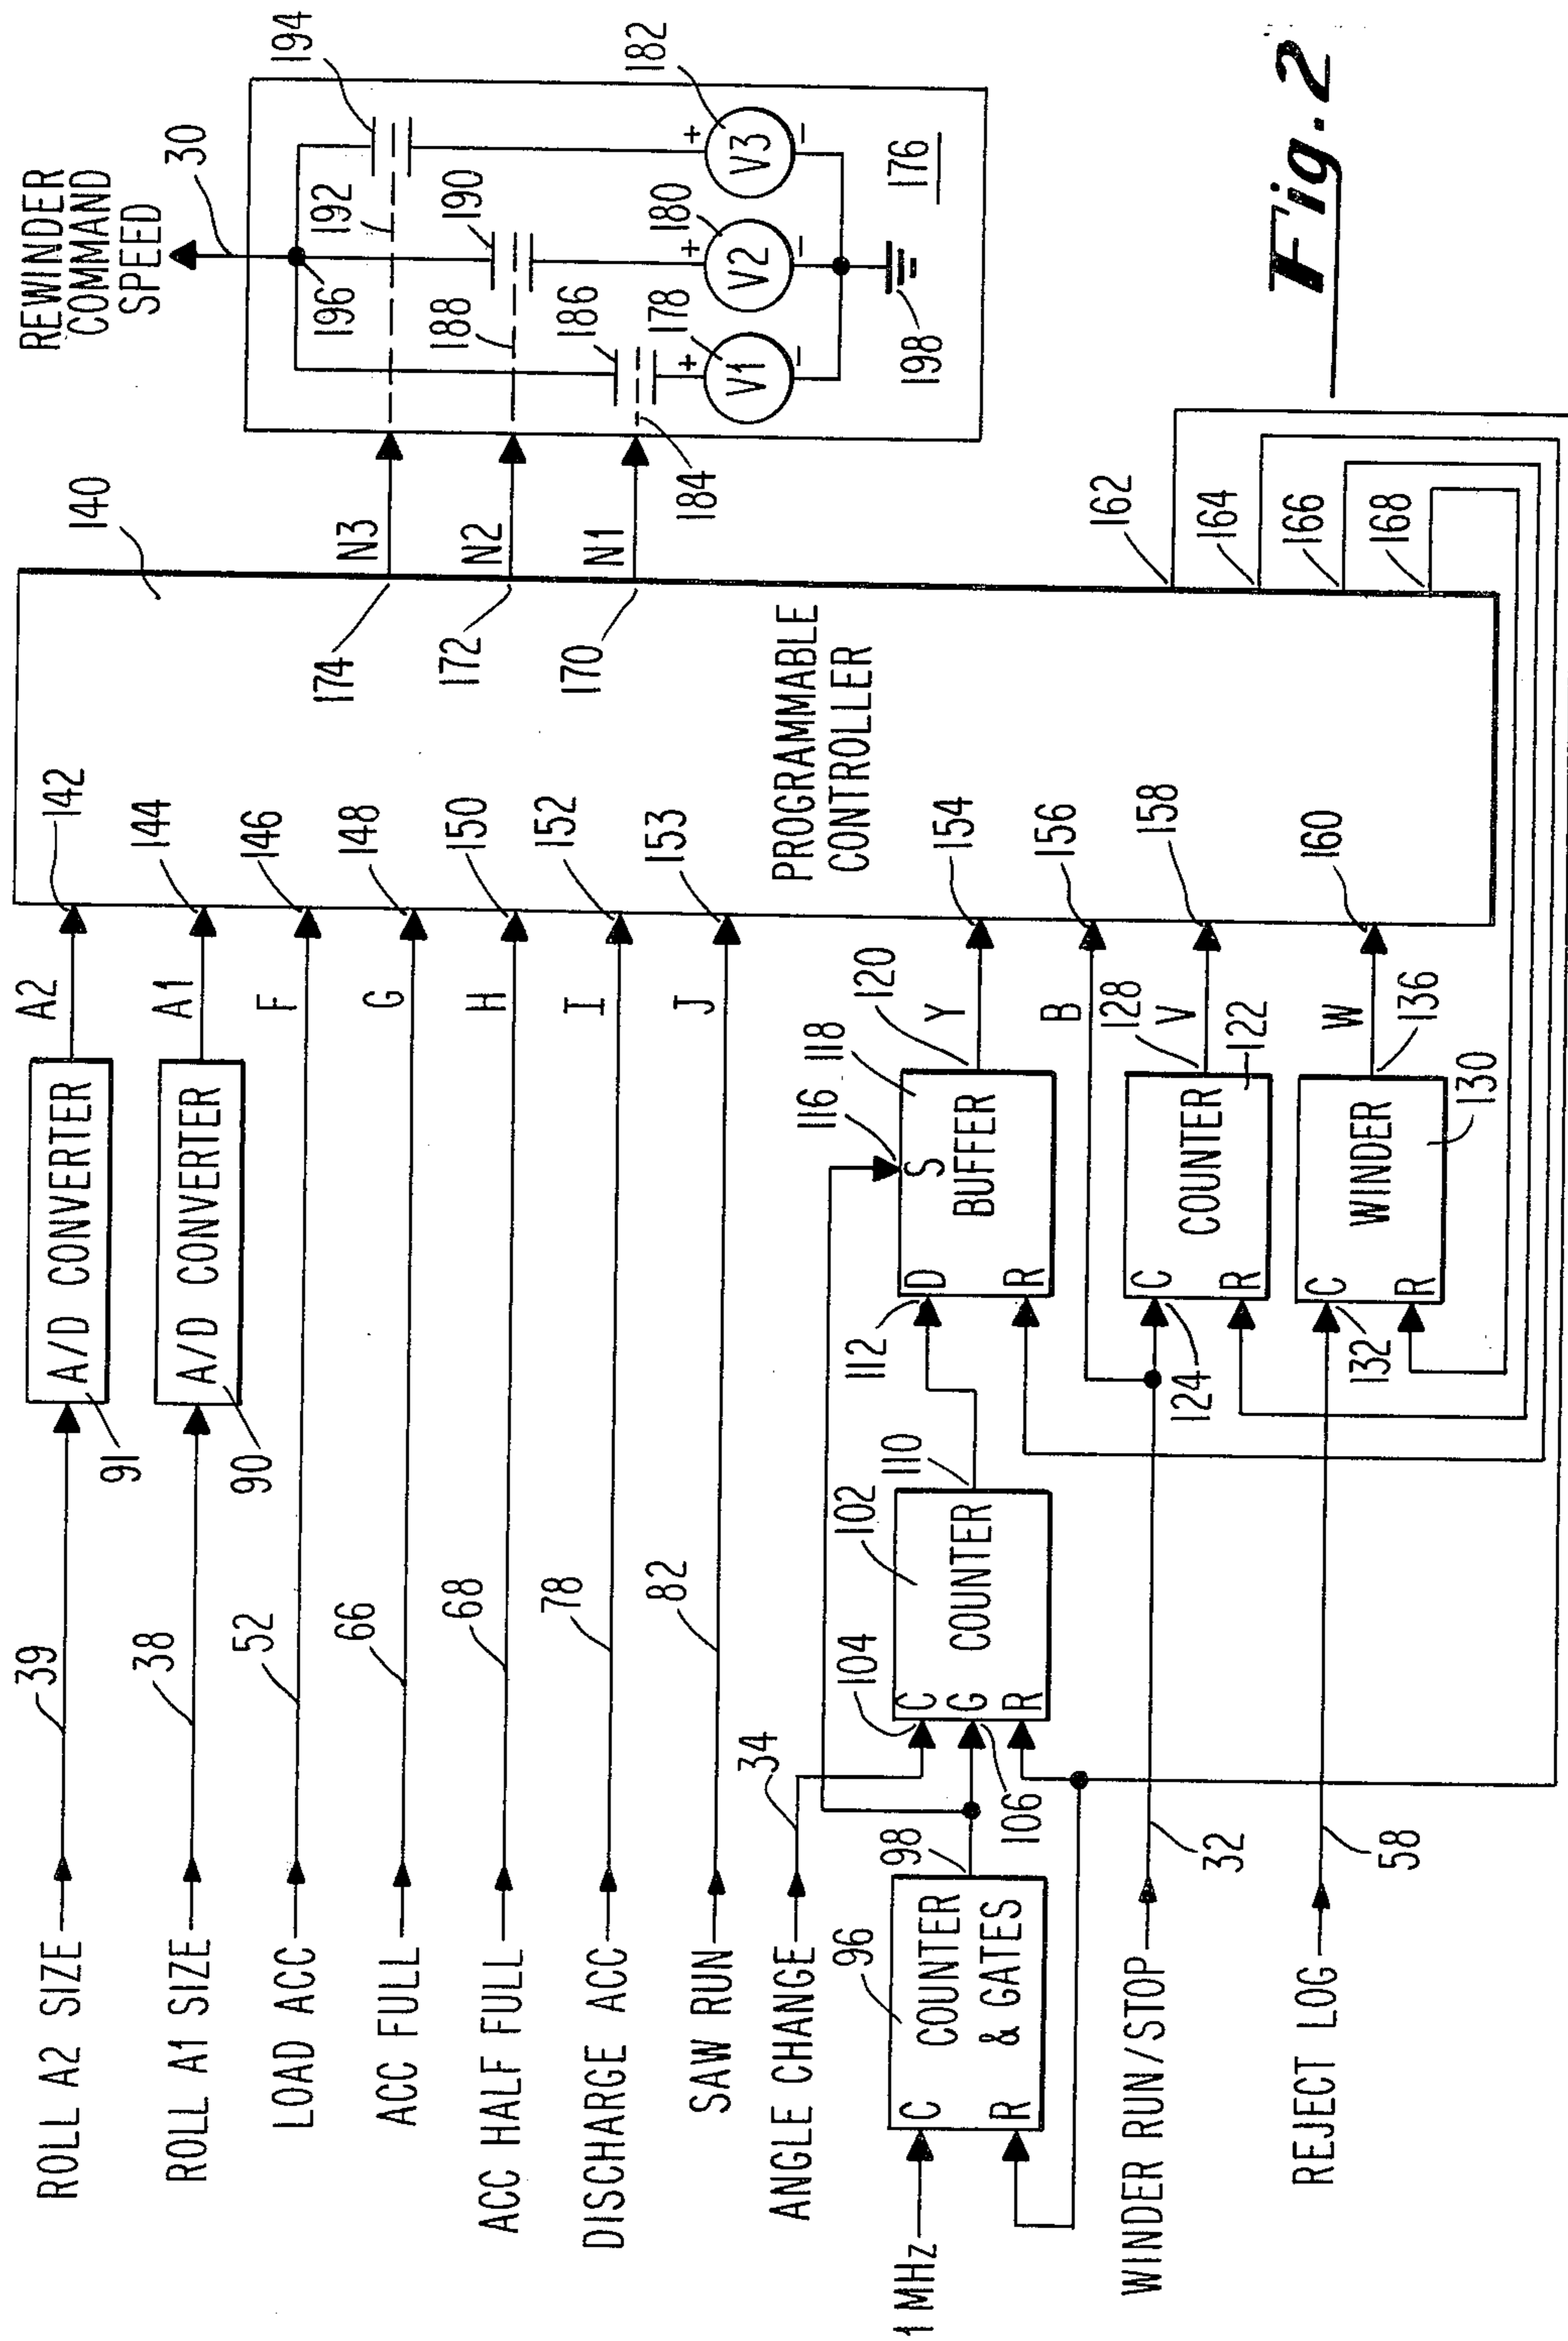 Fig. 2
REWINDER
COMMAND
SPEED
30
194
192
196
190
188
186
184
182
180
178
V1
V2
V3
+
+
+
−
−
−
198
176
140
N3
N2
N1
174
172
170
162
164
166
168
PROGRAMMABLE
CONTROLLER
142
144
146
148
150
152
153
154
156
158
160
ROLL A2 SIZE
39
A/D CONVERTER
91
A2
ROLL A1 SIZE
38
A/D CONVERTER
90
A1
LOAD ACC
52
F
ACC FULL
66
G
ACC HALF FULL
68
H
DISCHARGE ACC
78
I
SAW RUN
82
J
ANGLE CHANGE
34
1 MHz
C
R
COUNTER
& GATES
96
98
104
106
C
G
R
COUNTER
102
110
112
D
S
R
BUFFER
116
118
120
Y
WINDER RUN/STOP
32
B
124
C
R
COUNTER
122
128
V
REJECT LOG
58
132
C
R
WINDER
130
136
W